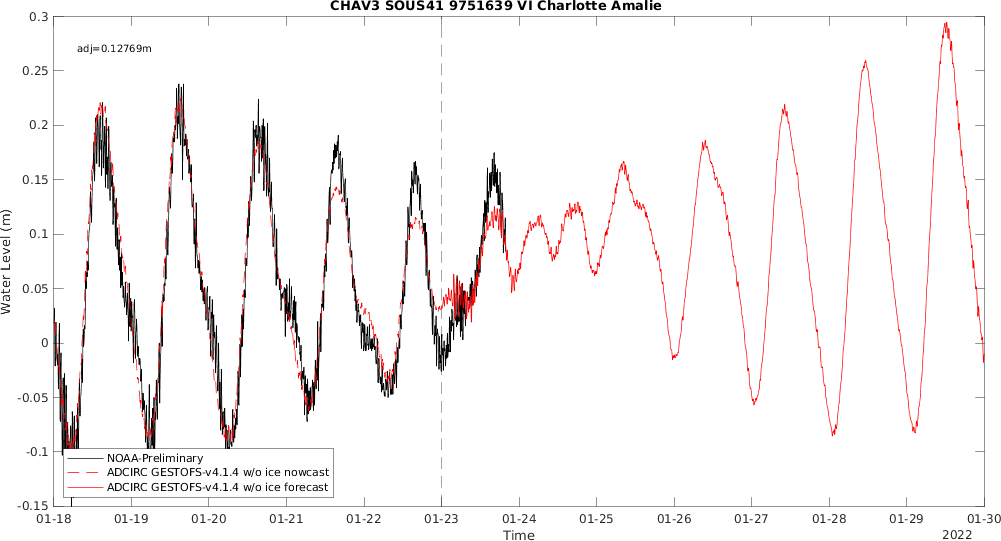 CHAV3 SOUS41 9751639 VI Charlotte Amalie
adj=0.12769m
0.3
0.25
0.2
0.15
0.1
0.05
0
-0.05
-0.1
-0.15
Water Level (m)
NOAA-Preliminary
ADCIRC GESTOFS-v4.1.4 w/o ice nowcast
ADCIRC GESTOFS-v4.1.4 w/o ice forecast
01-18 01-19 01-20 01-21 01-22 01-23 01-24 01-25 01-26 01-27 01-28 01-29 01-30
Time
2022